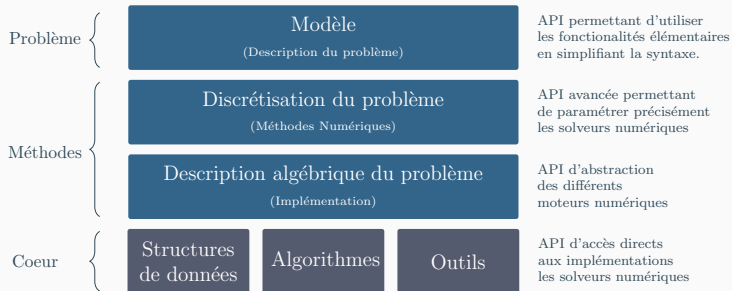 Problème
Modèle
(Description du problème)
API permettant d'utiliser
les fonctionalités élémentaires
en simplifiant la syntaxe.
Méthodes
Discrétisation du problème
(Méthodes Numériques)
API avancée permettant
de paramétrer précisément
les solveurs numériques
Description algébrique du problème
(Implémentation)
API d'abstraction
des différents
moteurs numériques
Coeur
Structures
de données
Algorithmes
Outils
API d'accès directs
aux implémentations
les solveurs numériques